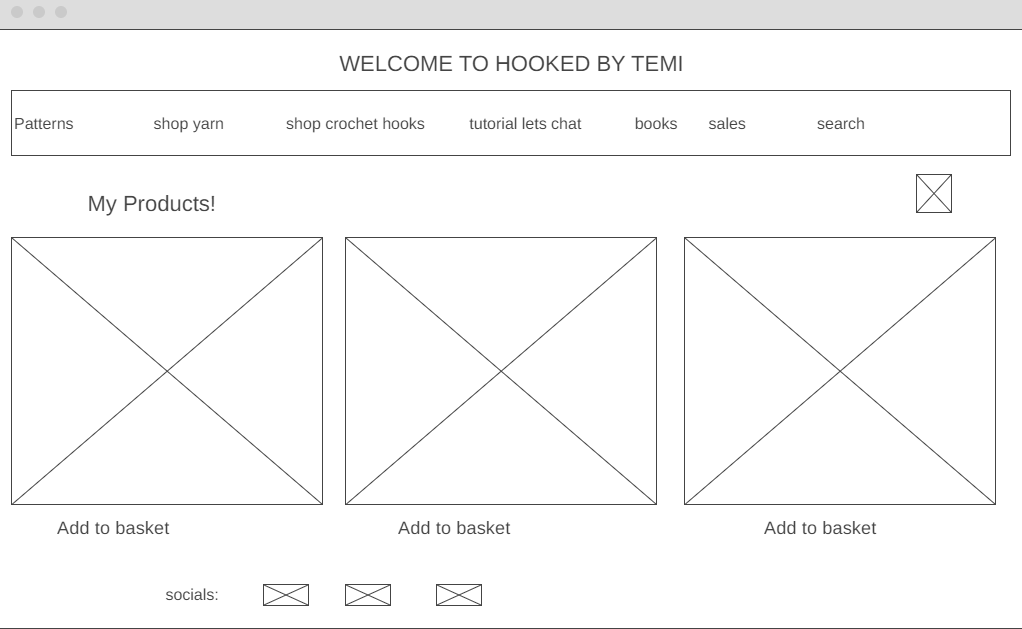 WELCOME TO HOOKED BY TEMI
Patterns shop yarn shop crochet hooks tutorial lets chat books sales search
My Products!
Add to basket Add to basket Add to basket
socials: